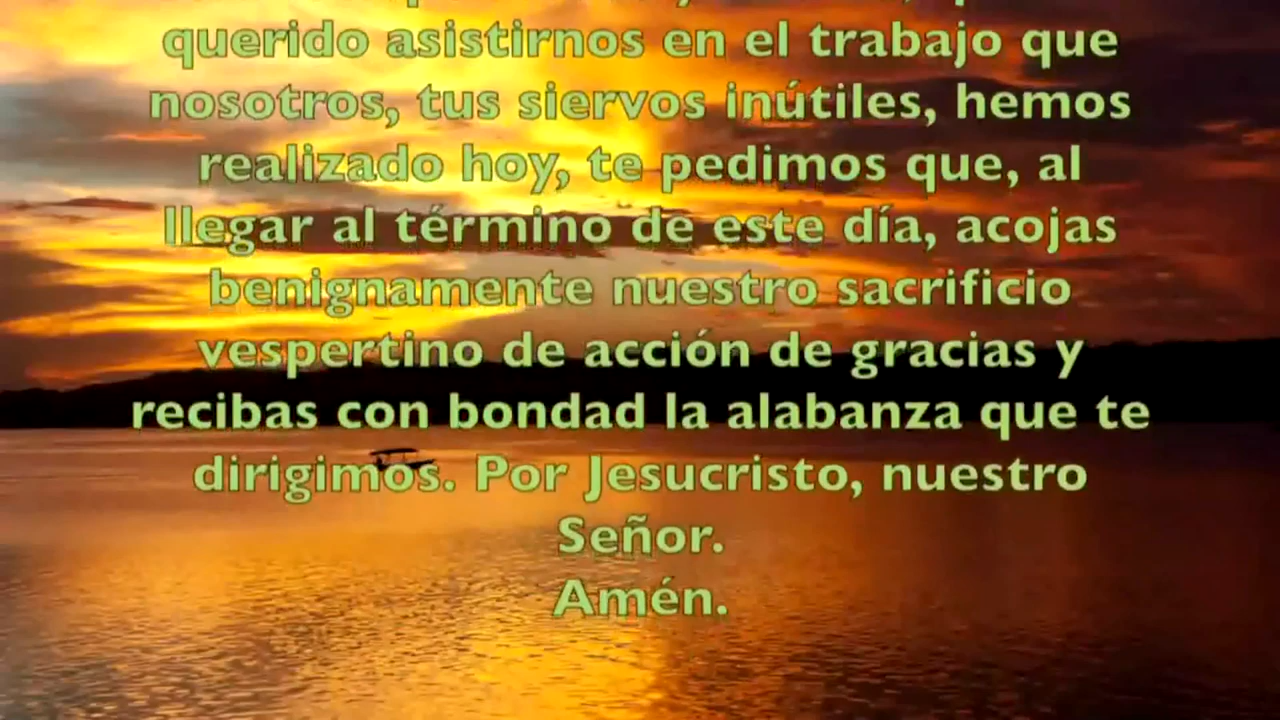 querido asistirnos en el trabajo que
nosotros, tus siervos inútiles, hemos
realizado hoy, te pedimos que, al
llegar al término de este día, acojas
benignamente nuestro sacrificio
vespertino de acción de gracias y
recibas con bondad la alabanza que te
dirigimos. Por Jesucristo, nuestro
Señor.
Amén.